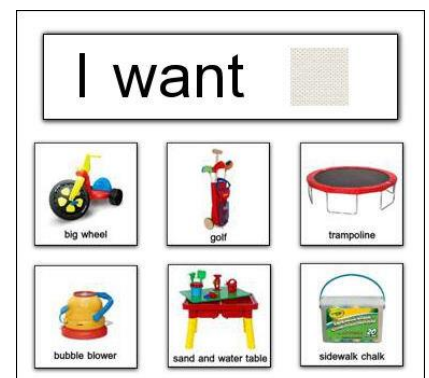 I want
big wheel
golf
trampoline
bubble blower
sand and water table
sidewalk chalk